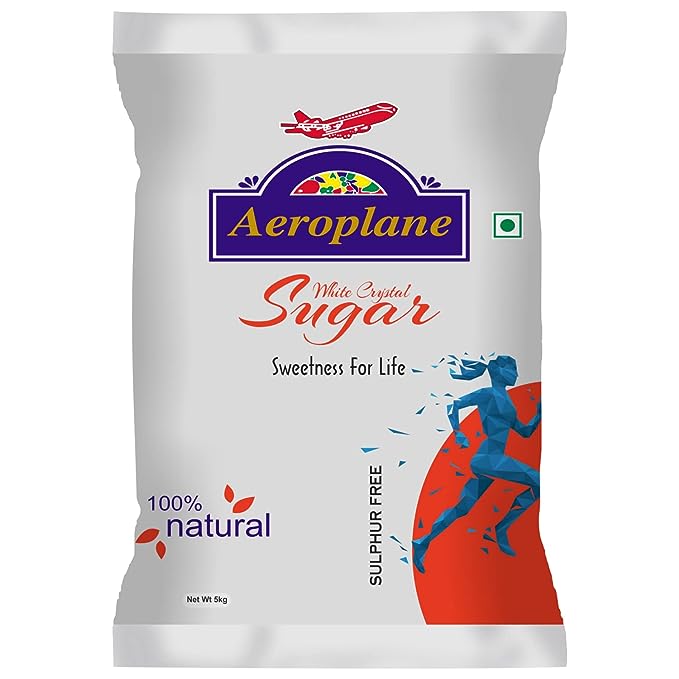 Aeroplane
White Crystal
Sugar
Sweetness For Life
100%
natural
SULPHUR FREE
Net Wt 5kg